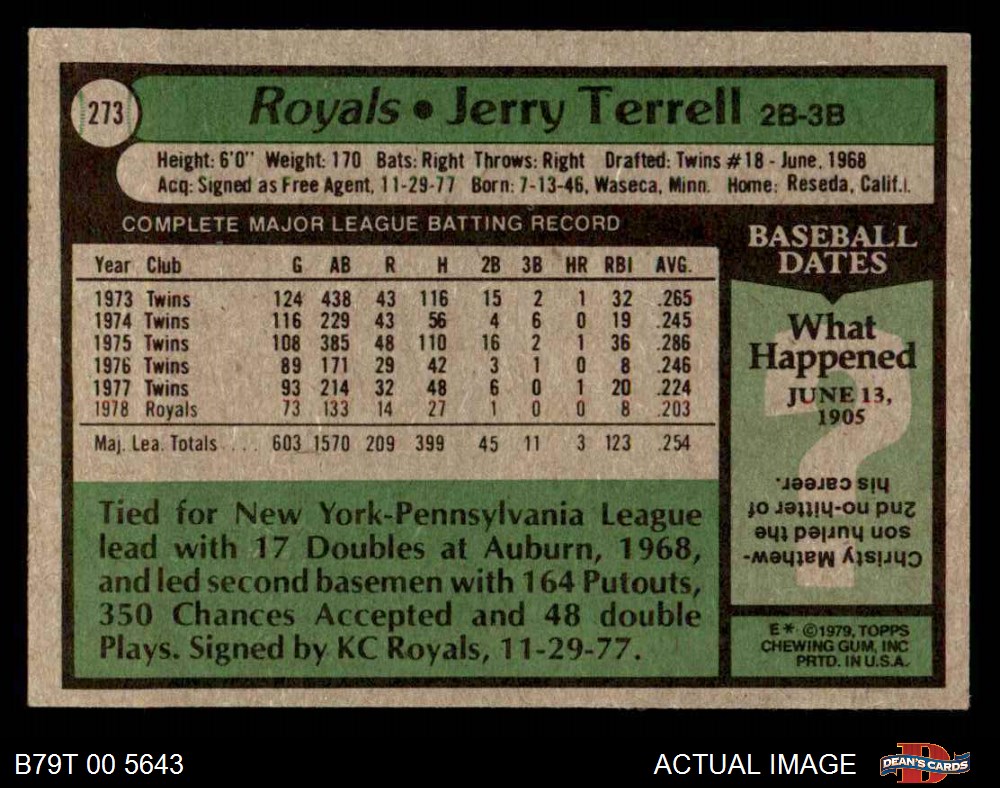 273
Royals • Jerry Terrell 2B-3B
Height: 6'0" Weight: 170 Bats: Right Throws: Right Drafted: Twins #18 - June, 1968
Acq: Signed as Free Agent, 11-29-77 Born: 7-13-46, Waseca, Minn. Home: Reseda, Calif.
COMPLETE MAJOR LEAGUE BATTING RECORD
Year Club G AB R H 2B 3B HR RBI AVG.
1973 Twins 124 438 43 116 15 2 1 32 .265
1974 Twins 116 229 43 56 4 6 0 19 .245
1975 Twins 108 385 48 110 16 2 1 36 .286
1976 Twins 89 171 29 42 3 1 0 8 .246
1977 Twins 93 214 32 48 6 0 1 20 .224
1978 Royals 73 133 14 27 1 0 0 8 .203
Maj. Lea. Totals .... 603 1570 209 399 45 11 3 123 .254
Tied for New York-Pennsylvania League
lead with 17 Doubles at Auburn, 1968,
and led second basemen with 164 Putouts,
350 Chances Accepted and 48 double
Plays. Signed by KC Royals, 11-29-77.
BASEBALL
DATES
What
Happened
JUNE 13,
1905
?
Christy Mathew-
son hurled the
2nd no-hitter of
his career.
E* ©1979, TOPPS
CHEWING GUM, INC
PRTD. IN U.S.A.
B79T 00 5643
ACTUAL IMAGE
D
DEAN'S CARDS